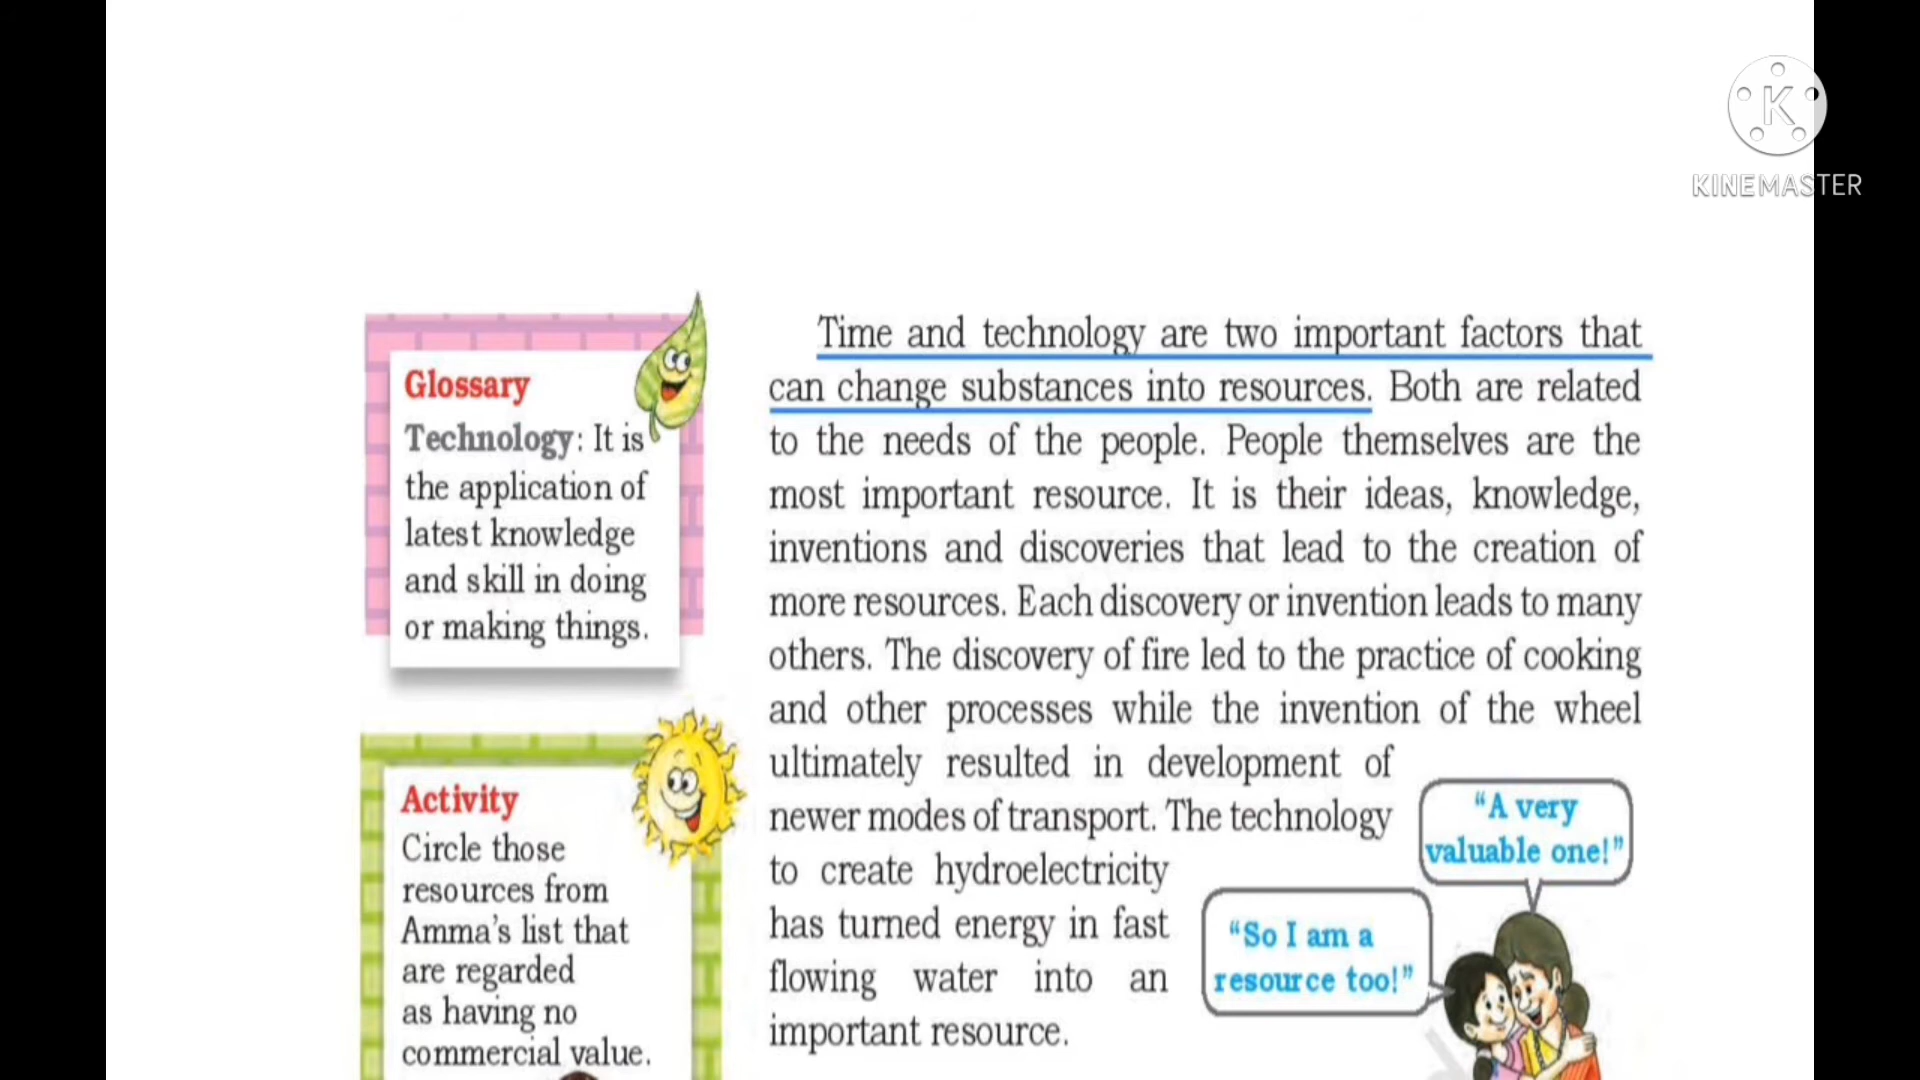 K
KINEMASTER
Glossary
Technology: It is
the application of
latest knowledge
and skill in doing
or making things.
Activity
Circle those
resources from
Amma's list that
are regarded
as having no
commercial value.
Time and technology are two important factors that
can change substances into resources. Both are related
to the needs of the people. People themselves are the
most important resource. It is their ideas, knowledge,
inventions and discoveries that lead to the creation of
more resources. Each discovery or invention leads to many
others. The discovery of fire led to the practice of cooking
and other processes while the invention of the wheel
ultimately resulted in development of
newer modes of transport. The technology
to create hydroelectricity
has turned energy in fast
flowing water into an
important resource.
“A very
valuable one!”
“So I am a
resource too!”